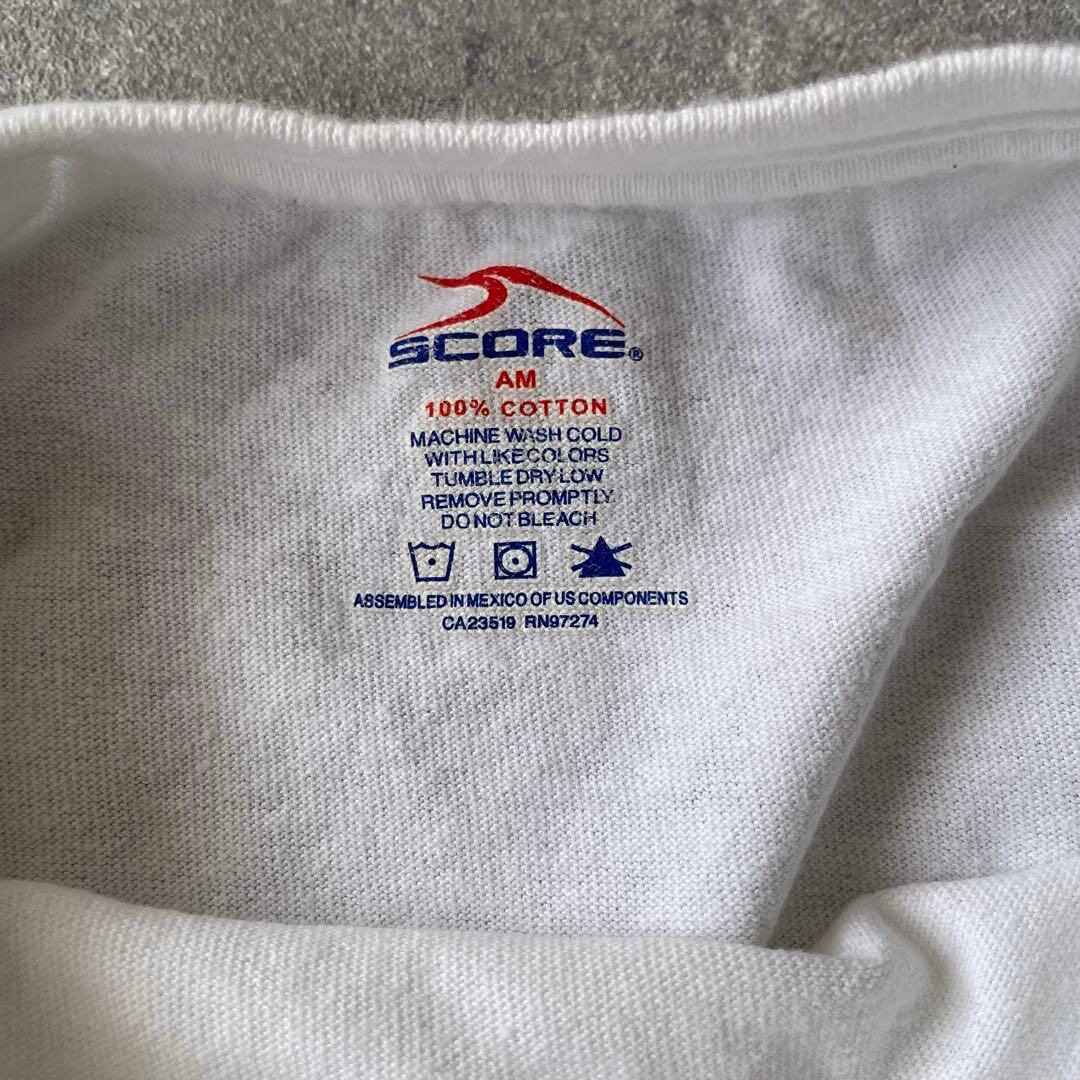 SCORE®
AM
100% COTTON
MACHINE WASH COLD
WITH LIKE COLORS
TUMBLE DRY LOW
REMOVE PROMPTLY
DO NOT BLEACH
ASSEMBLED IN MEXICO OF US COMPONENTS
CA23519 RN97274